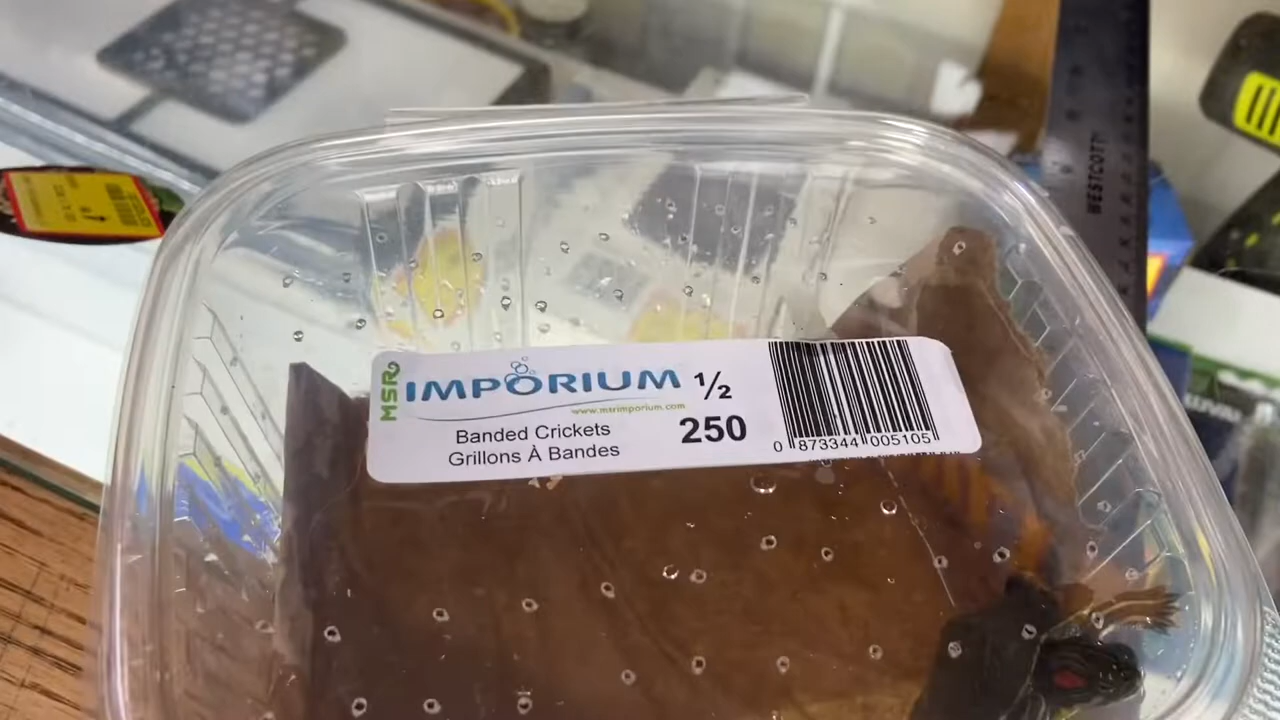 MSR IMPORIUM
www.msrimporium.com
1/2
250
Banded Crickets
Grillons À Bandes
0 873344 005105
WESTCOTT